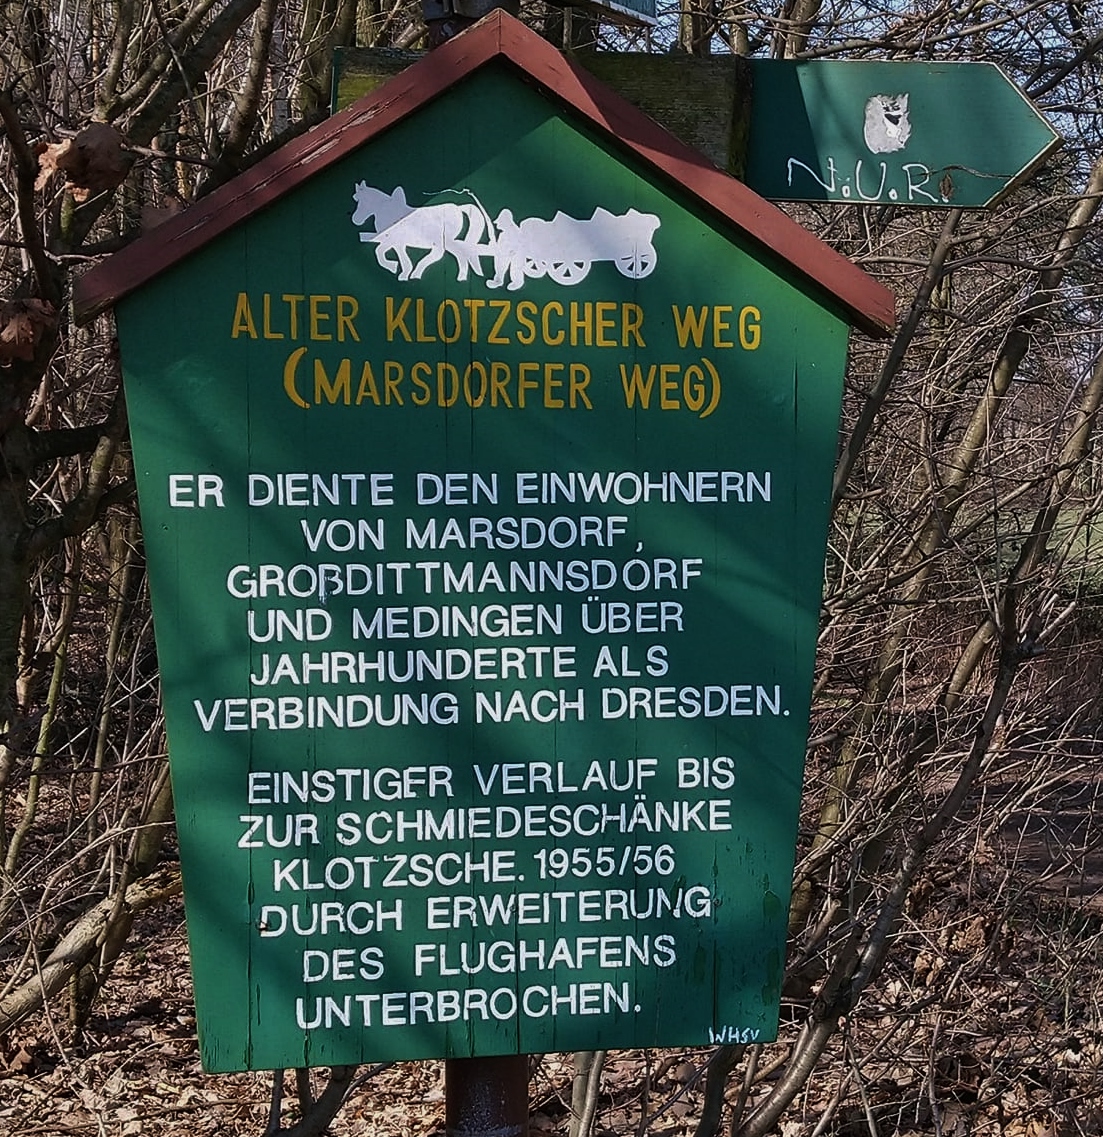 N.U.R.
ALTER KLOTZSCHER WEG
(MARSDORFER WEG)
ER DIENTE DEN EINWOHNERN
VON MARSDORF,
GROßDITTMANNSDORF
UND MEDINGEN ÜBER
JAHRHUNDERTE ALS
VERBINDUNG NACH DRESDEN.
EINSTIGER VERLAUF BIS
ZUR SCHMIEDESCHÄNKE
KLOTZSCHE. 1955/56
DURCH ERWEITERUNG
DES FLUGHAFENS
UNTERBROCHEN.
WHSV